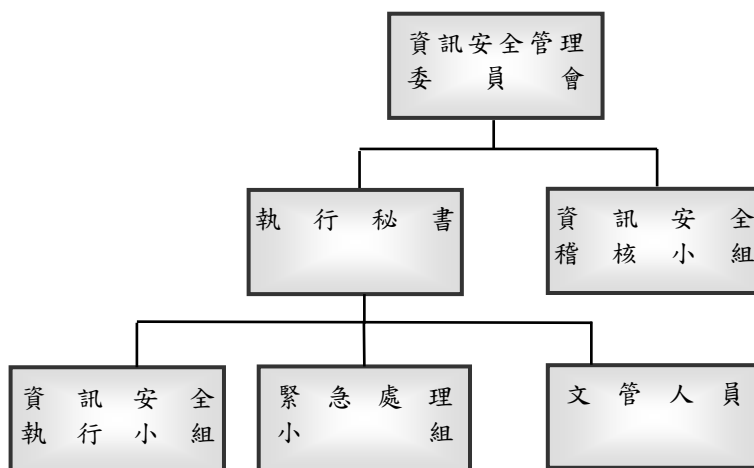 資訊安全管理
委員會
執行秘書
資訊安全
稽核小組
資訊安全
執行小組
緊急處理
小組
文管人員